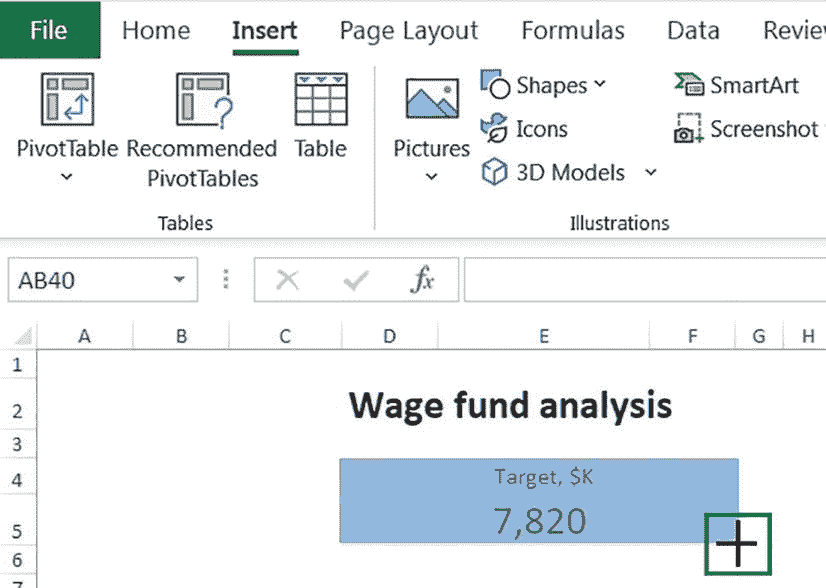 File Home Insert Page Layout Formulas Data
PivotTable Recommended PivotTables Table Pictures
Shapes SmartArt
Icons Screenshot
3D Models
Tables Illustrations
AB40 fx
A B C D E F G H
1
2 Wage fund analysis
3
4 Target, $K
5 7,820
6